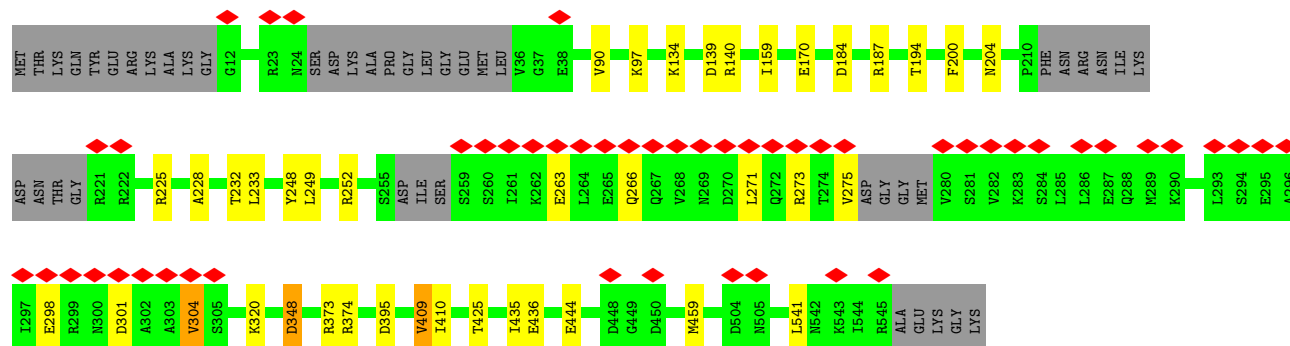 MET THR LYS GLN TYR GLU ARG LYS ALA LYS GLY G12 R23 N24 SER ASP LYS ALA PRO GLY LEU GLY GLU MET LEU V36 G37 E38 V90 K97 K134 D139 R140 I159 E170 D184 R187 T194 F200 N204 P210 PHE ASN ARG ASN ILE LYS
ASP ASN THR GLY R221 R222 R225 A228 T232 L233 Y248 L249 R252 S255 ASP ILE SER S259 S260 I261 K262 E263 L264 E265 Q266 Q267 V268 N269 D270 L271 Q272 R273 T274 V275 ASP GLY GLY MET V280 S281 V282 K283 S284 L285 L286 E287 Q288 M289 K290 L293 S294 E295 A296
I297 E298 R299 N300 D301 A302 A303 V304 S305 K320 D348 R373 R374 D395 V409 I410 T425 I435 E436 E444 D448 G449 D450 M459 D504 N505 L541 N542 K543 I544 R545 ALA GLU LYS GLY LYS